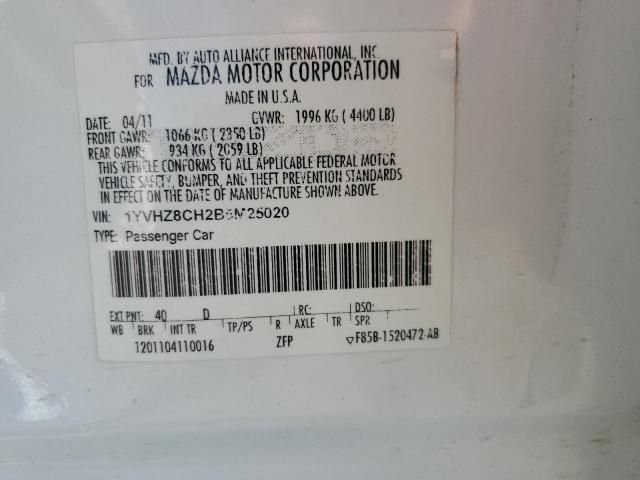 MFD. BY AUTO ALLIANCE INTERNATIONAL, INC
FOR MAZDA MOTOR CORPORATION
MADE IN U.S.A.
DATE: 04/11 GVWR: 1996 KG ( 4400 LB)
FRONT GAWR: 1066 KG ( 2350 LB)
REAR GAWR: 934 KG ( 2059 LB)
THIS VEHICLE CONFORMS TO ALL APPLICABLE FEDERAL MOTOR
VEHICLE SAFETY, BUMPER, AND THEFT PREVENTION STANDARDS
IN EFFECT ON THE DATE OF MANUFACTURE SHOWN ABOVE.
VIN: 1YVHZ8CH2B5M25020
TYPE: Passenger Car
EXT PNT: 40 D RC: DSO:
WB BRK INT TR TP/PS R AXLE TR SPR
1201104110016 ZFP F85B-1520472-AB